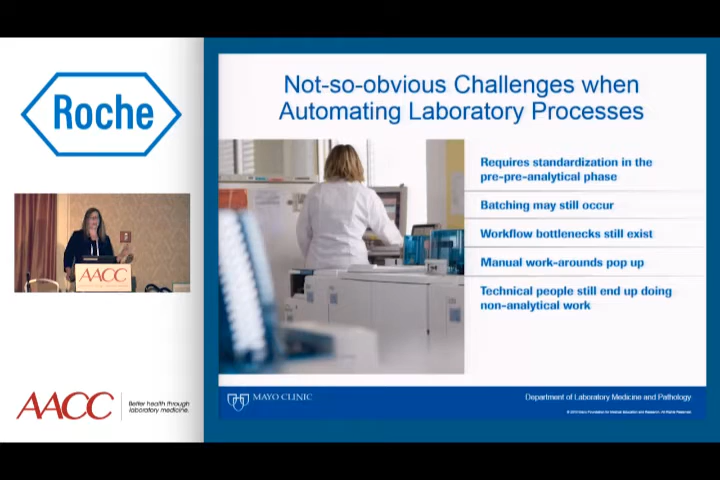 Roche
AACC
AACC
Better health through
laboratory medicine.
Not-so-obvious Challenges when
Automating Laboratory Processes
Requires standardization in the
pre-pre-analytical phase
Batching may still occur
Workflow bottlenecks still exist
Manual work-arounds pop up
Technical people still end up doing
non-analytical work
MAYO CLINIC
Department of Laboratory Medicine and Pathology